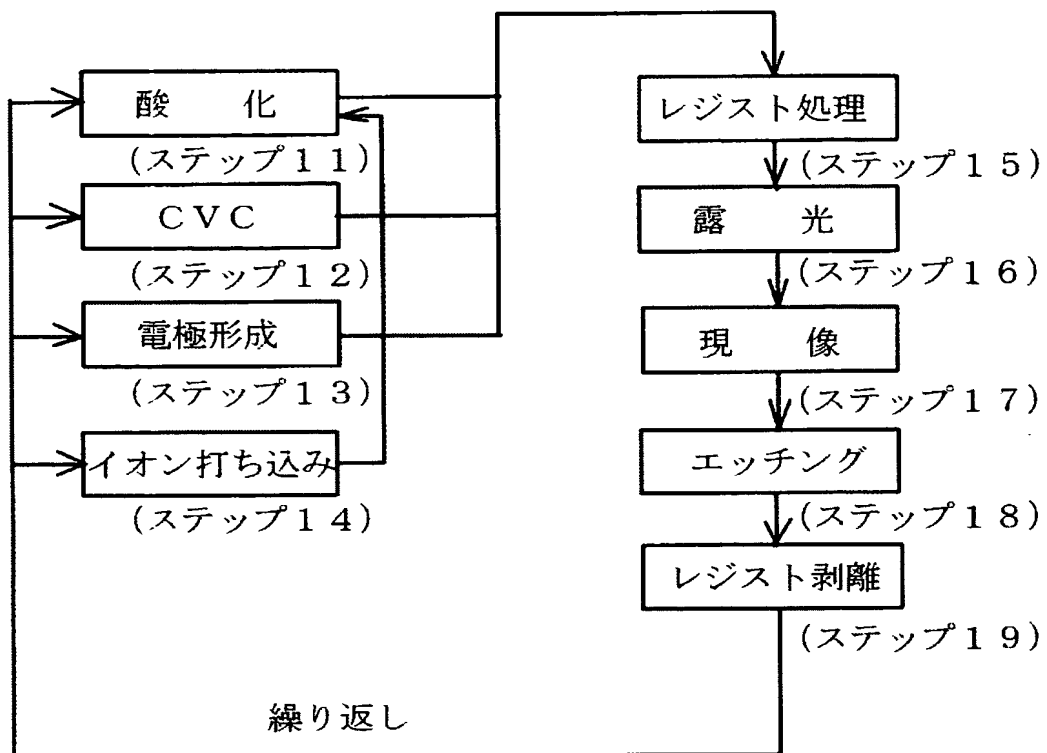 酸　化
(ステップ１１)
ＣＶＣ
(ステップ１２)
電極形成
(ステップ１３)
イオン打ち込み
(ステップ１４)
レジスト処理
(ステップ１５)
露　光
(ステップ１６)
現　像
(ステップ１７)
エッチング
(ステップ１８)
レジスト剥離
(ステップ１９)
繰り返し